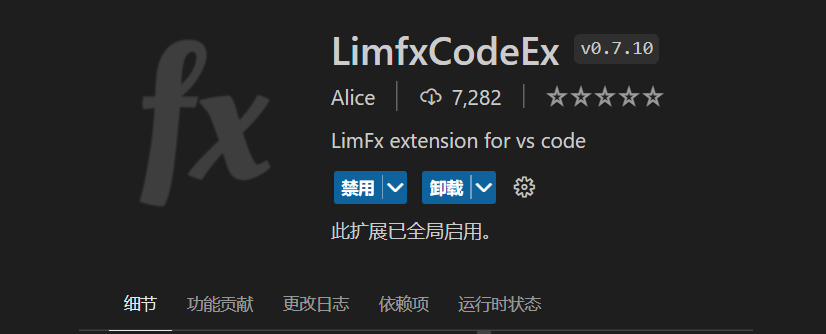 fx
LimfxCodeEx v0.7.10
Alice 7,282
LimFx extension for vs code
禁用 卸载
此扩展已全局启用。
细节 功能贡献 更改日志 依赖项 运行时状态